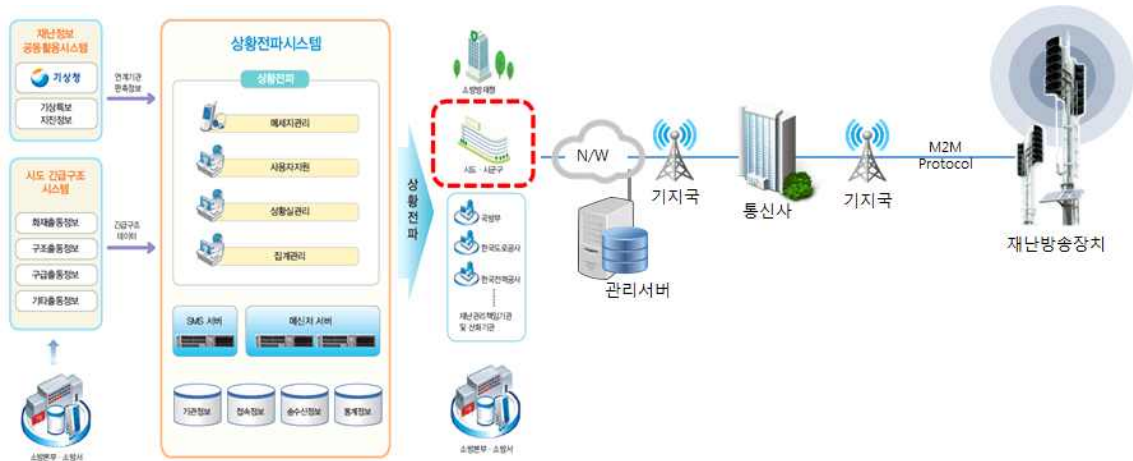 재난정보
공동활용시스템
기상청
기상특보
지진정보
연계기관
관측정보
시도 긴급구조
시스템
화재출동정보
구조출동정보
구급출동정보
기타출동정보
긴급구조
데이터
소방본부·소방서
상황전파시스템
상황전파
메세지관리
사용자지원
상황실관리
집계관리
SMS 서버
메신저 서버
기관정보
접속정보
송수신정보
통계정보
상황전파
소방방재청
시도·시군구
국방부
한국도로공사
한국전력공사
재난관리책임기관
및 산하기관
소방본부·소방서
N/W
관리서버
기지국
통신사
기지국
M2M
Protocol
재난방송장치